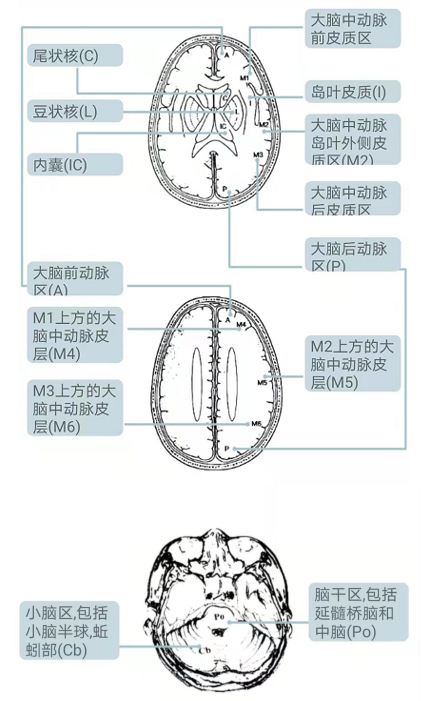 大脑中动脉
前皮质区
尾状核(C)
A
M1
岛叶皮质(I)
豆状核(L)
I
L
大脑中动脉
岛叶外侧皮
质区(M2)
M2
IC
内囊(IC)
M3
大脑中动脉
后皮质区
P
大脑后动脉
区(P)
大脑前动脉
区(A)
M1上方的大
脑中动脉皮
层(M4)
A
M4
M2上方的大
脑中动脉皮
层(M5)
M5
M3上方的大
脑中动脉皮
层(M6)
M6
P
小脑区,包括
小脑半球,蚯
蚓部(Cb)
Po
Cb
脑干区,包括
延髓桥脑和
中脑(Po)